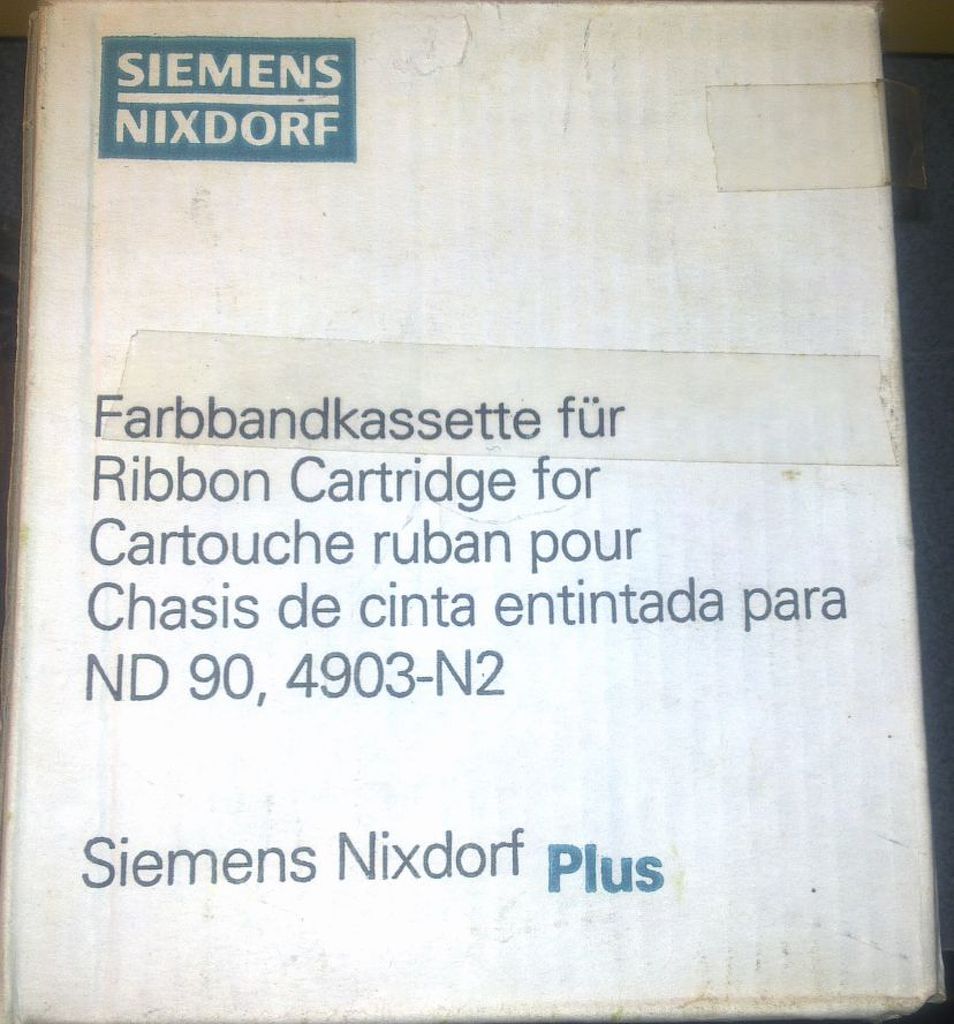 SIEMENS
NIXDORF
Farbbandkassette für
Ribbon Cartridge for
Cartouche ruban pour
Chasis de cinta entintada para
ND 90, 4903-N2
Siemens Nixdorf Plus